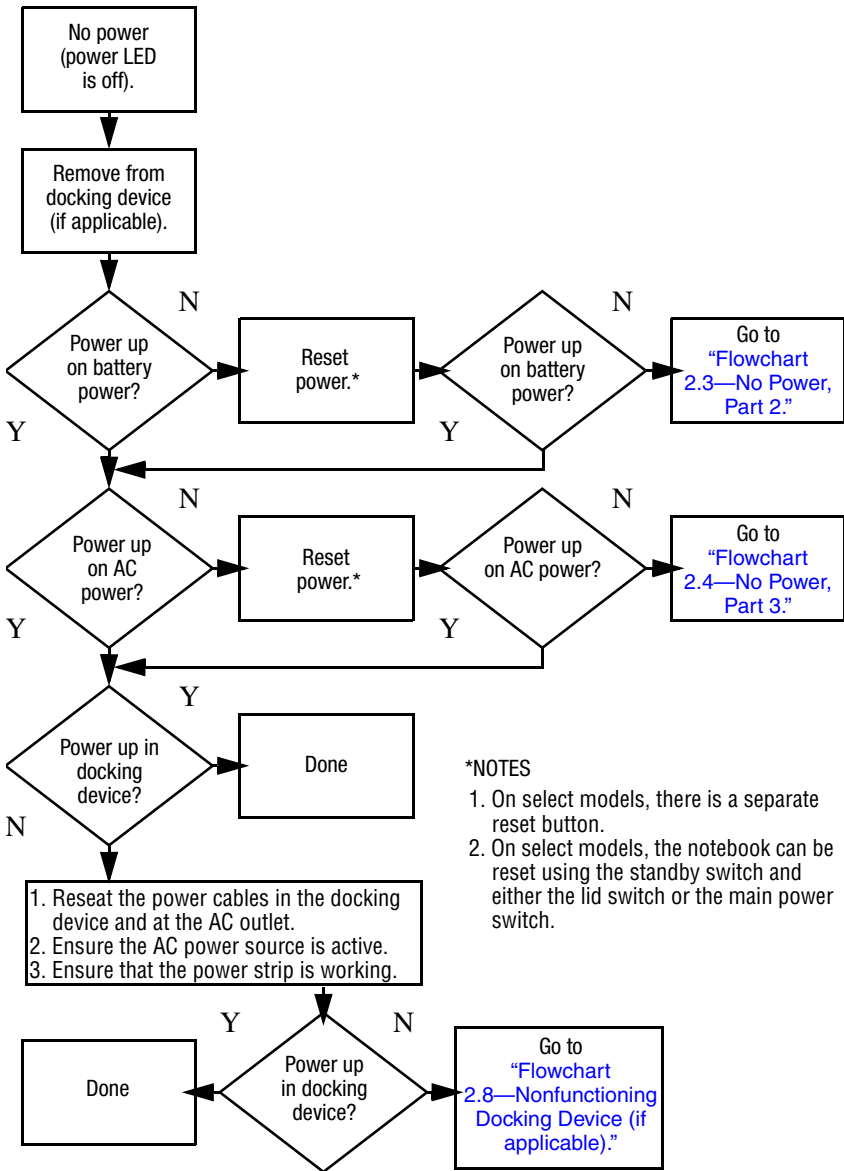 No power
(power LED
is off).
Remove from
docking device
(if applicable).
N
N
Power up
on battery
power?
Reset
power.*
Power up
on battery
power?
Go to
“Flowchart
2.3—No Power,
Part 2.”
Y
Y
N
N
Power up
on AC
power?
Reset
power.*
Power up
on AC power?
Go to
“Flowchart
2.4—No Power,
Part 3.”
Y
Y
Y
Power up in
docking
device?
Done
N
*NOTES
1. On select models, there is a separate
reset button.
2. On select models, the notebook can be
reset using the standby switch and
either the lid switch or the main power
switch.
1. Reseat the power cables in the docking
device and at the AC outlet.
2. Ensure the AC power source is active.
3. Ensure that the power strip is working.
Y
N
Done
Power up
in docking
device?
Go to
“Flowchart
2.8—Nonfunctioning
Docking Device (if
applicable).”